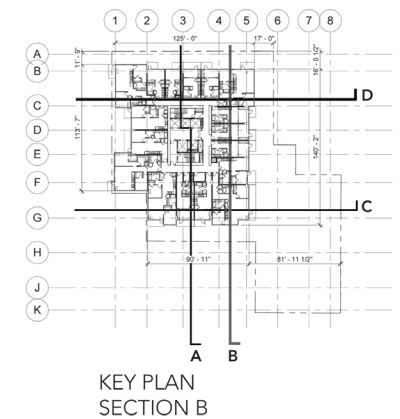 1 2 3 4 5 6 7 8
125' - 0" 17' - 0"
A
11' - 9"
16' - 0 1/2"
B
D
C
113' - 7"
D
140' - 2"
E
F
C
G
H
90' - 11" 81' - 11 1/2"
J
K
A B
KEY PLAN
SECTION B